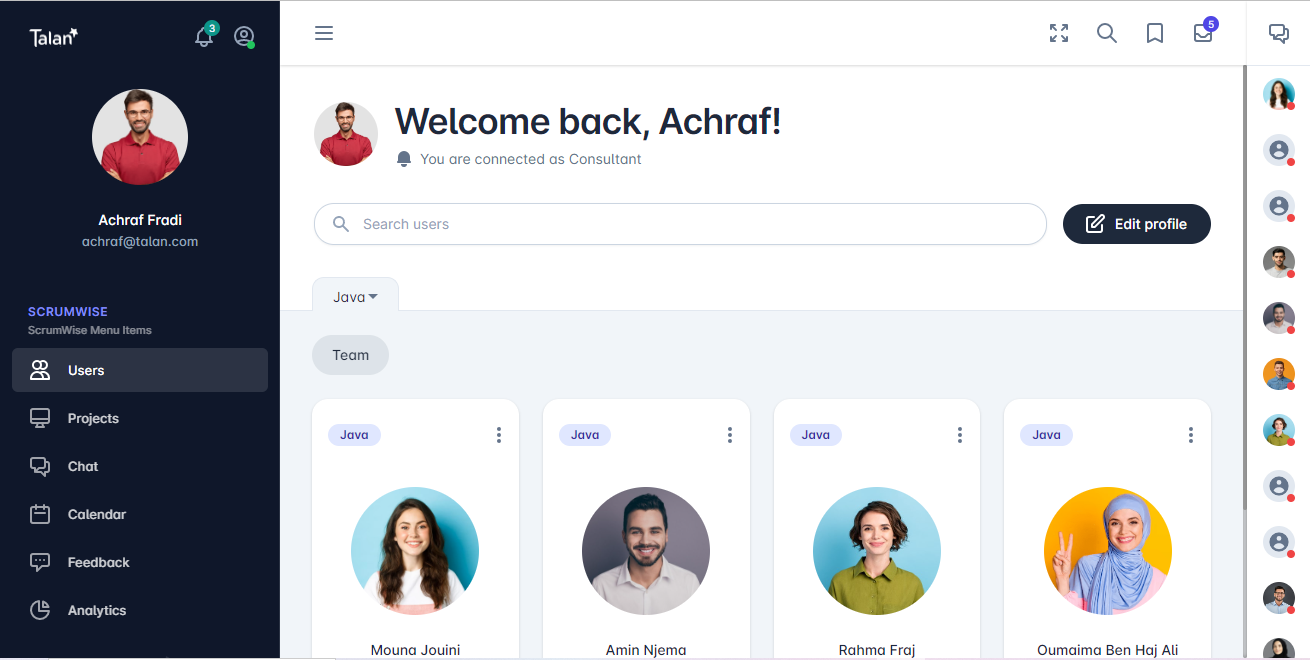 Talan
3
Achraf Fradi
achraf@talan.com
SCRUMWISE
ScrumWise Menu Items
Users
Projects
Chat
Calendar
Feedback
Analytics
5
Welcome back, Achraf!
You are connected as Consultant
Search users
Edit profile
Java
Team
Java
Java
Java
Java
Mouna Jouini
Amin Njema
Rahma Fraj
Oumaima Ben Haj Ali